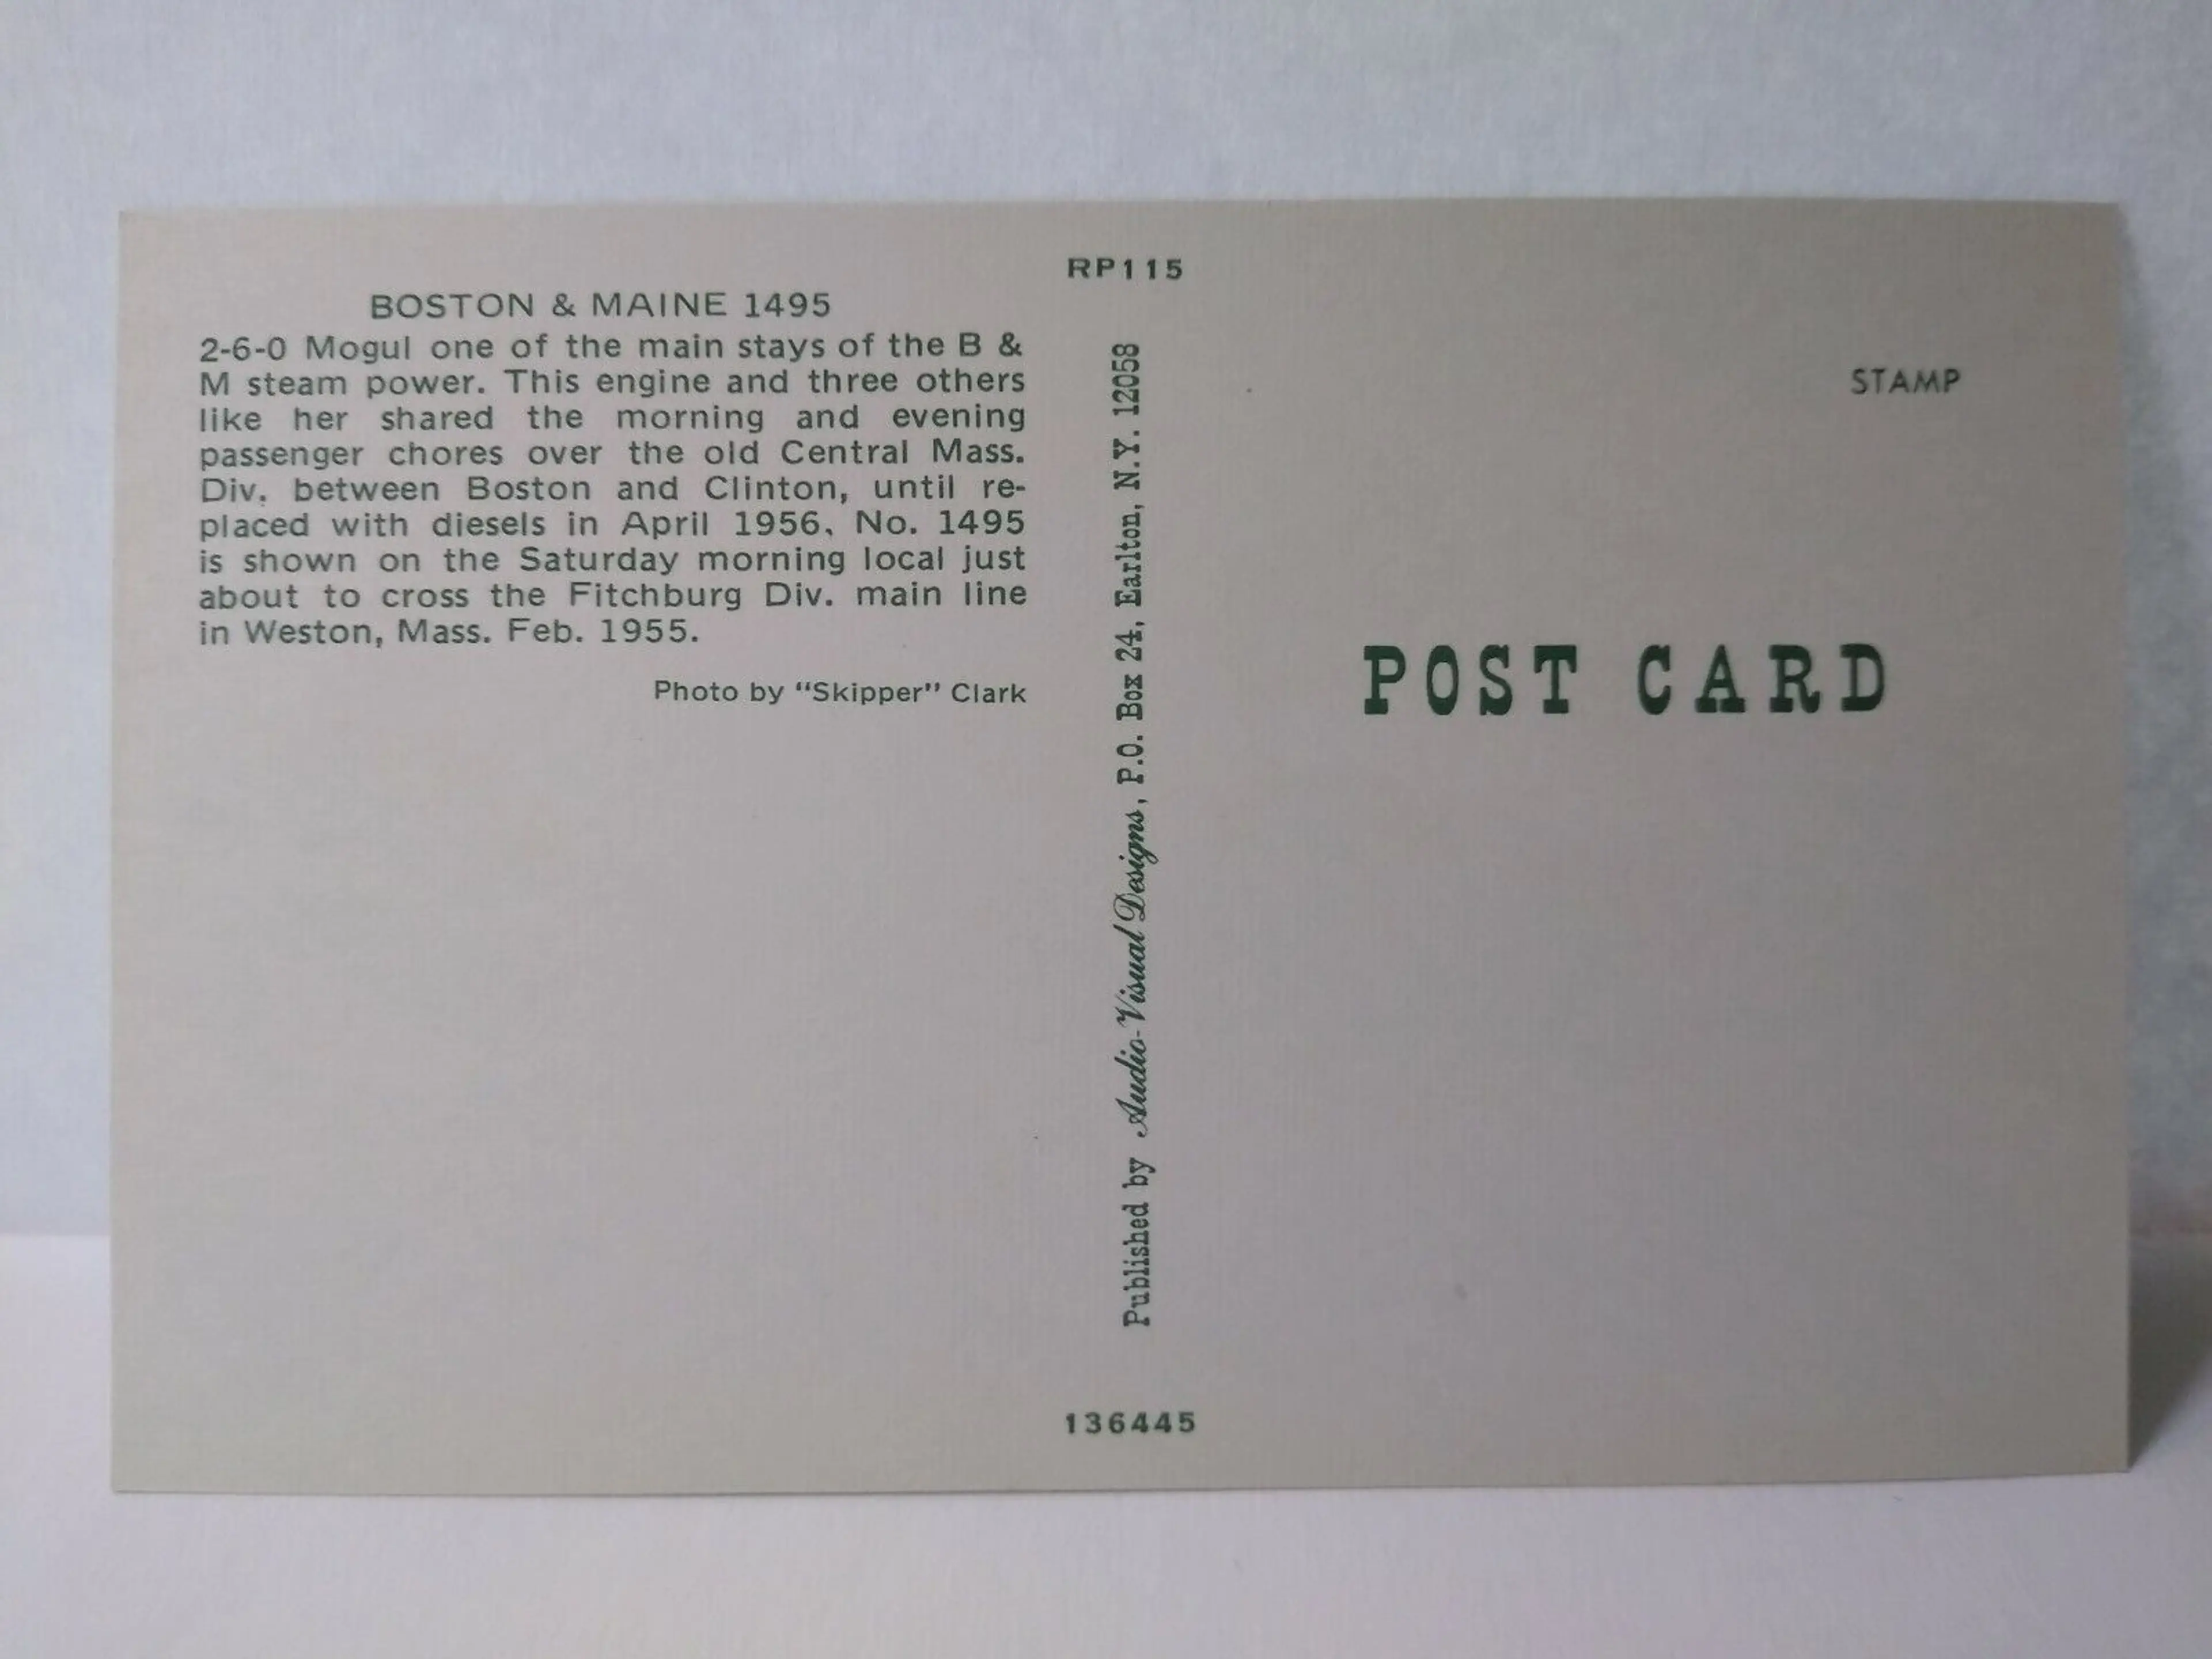 RP115
BOSTON & MAINE 1495
2-6-0 Mogul one of the main stays of the B &
M steam power. This engine and three others
like her shared the morning and evening
passenger chores over the old Central Mass.
Div. between Boston and Clinton, until re-
placed with diesels in April 1956. No. 1495
is shown on the Saturday morning local just
about to cross the Fitchburg Div. main line
in Weston, Mass. Feb. 1955.
Photo by “Skipper” Clark
Published by Audio-Visual Designs, P.O. Box 24, Earlton, N.Y. 12058
136445
STAMP
POST CARD